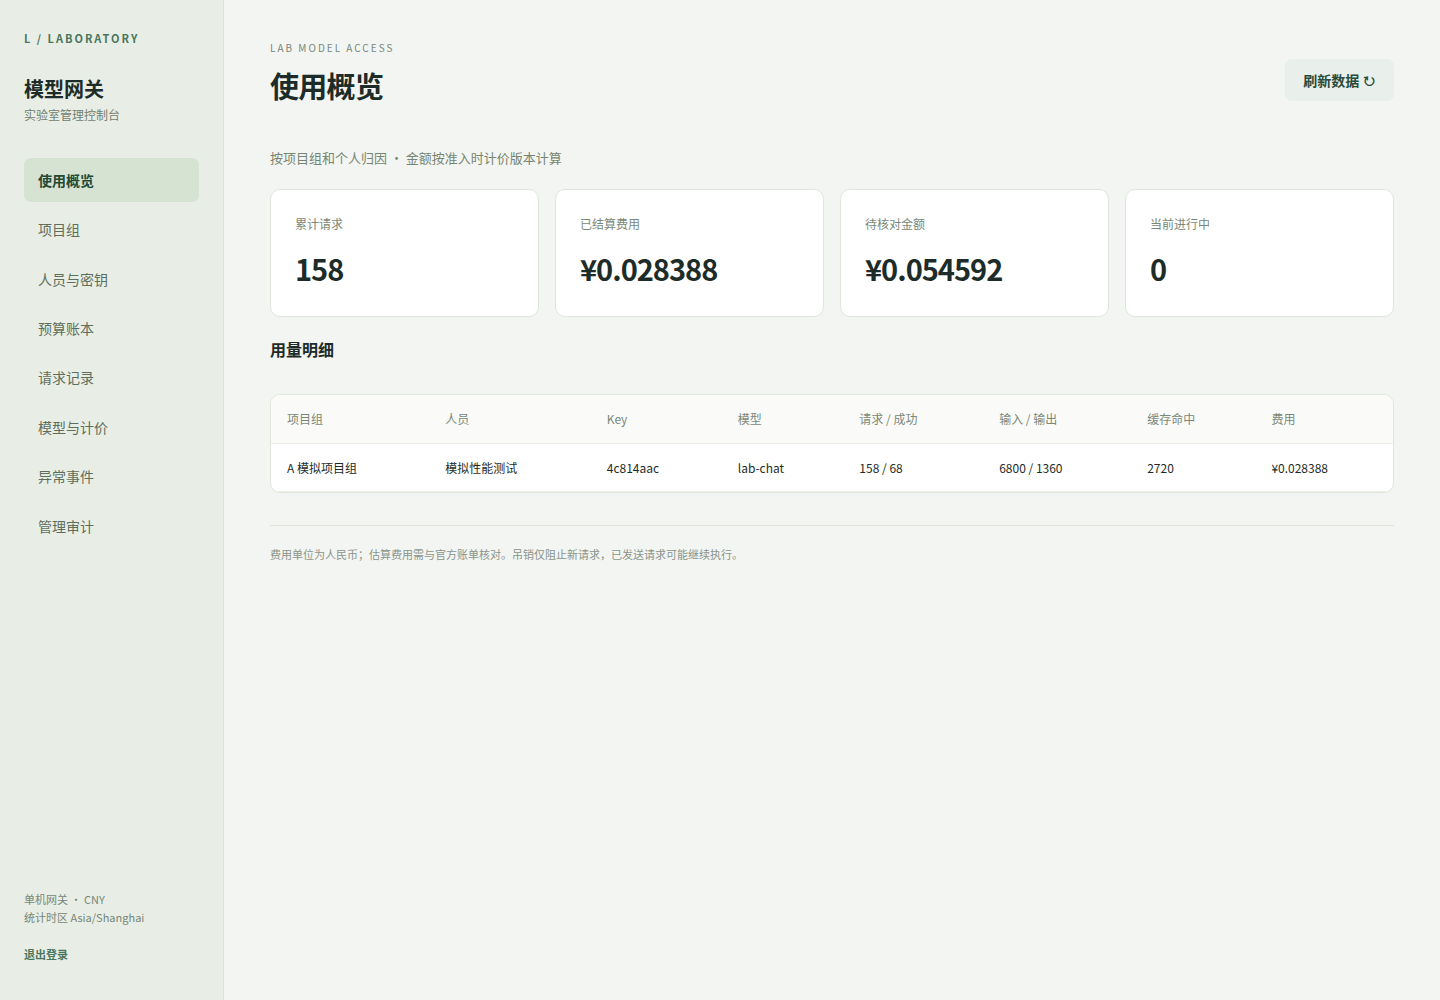 L / LABORATORY
模型网关
实验室管理控制台
使用概览
项目组
人员与密钥
预算账本
请求记录
模型与计价
异常事件
管理审计
单机网关 · CNY
统计时区 Asia/Shanghai
退出登录
LAB MODEL ACCESS
使用概览
刷新数据 ↻
按项目组和个人归因 · 金额按准入时计价版本计算
累计请求
158
已结算费用
¥0.028388
待核对金额
¥0.054592
当前进行中
0
用量明细
项目组 人员 Key 模型 请求 / 成功 输入 / 输出 缓存命中 费用
A 模拟项目组 模拟性能测试 4c814aac lab-chat 158 / 68 6800 / 1360 2720 ¥0.028388
费用单位为人民币；估算费用需与官方账单核对。吊销仅阻止新请求，已发送请求可能继续执行。